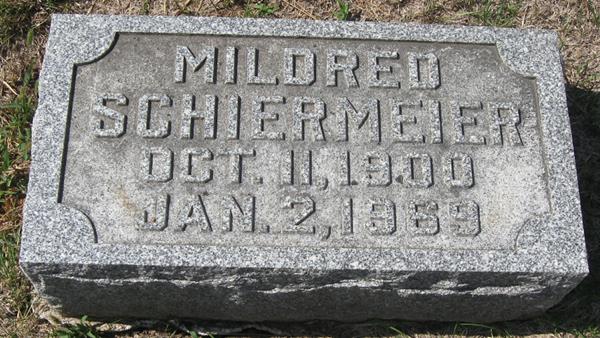 MILDRED
SCHIERMEIER
OCT. 11, 1900
JAN. 2, 1969